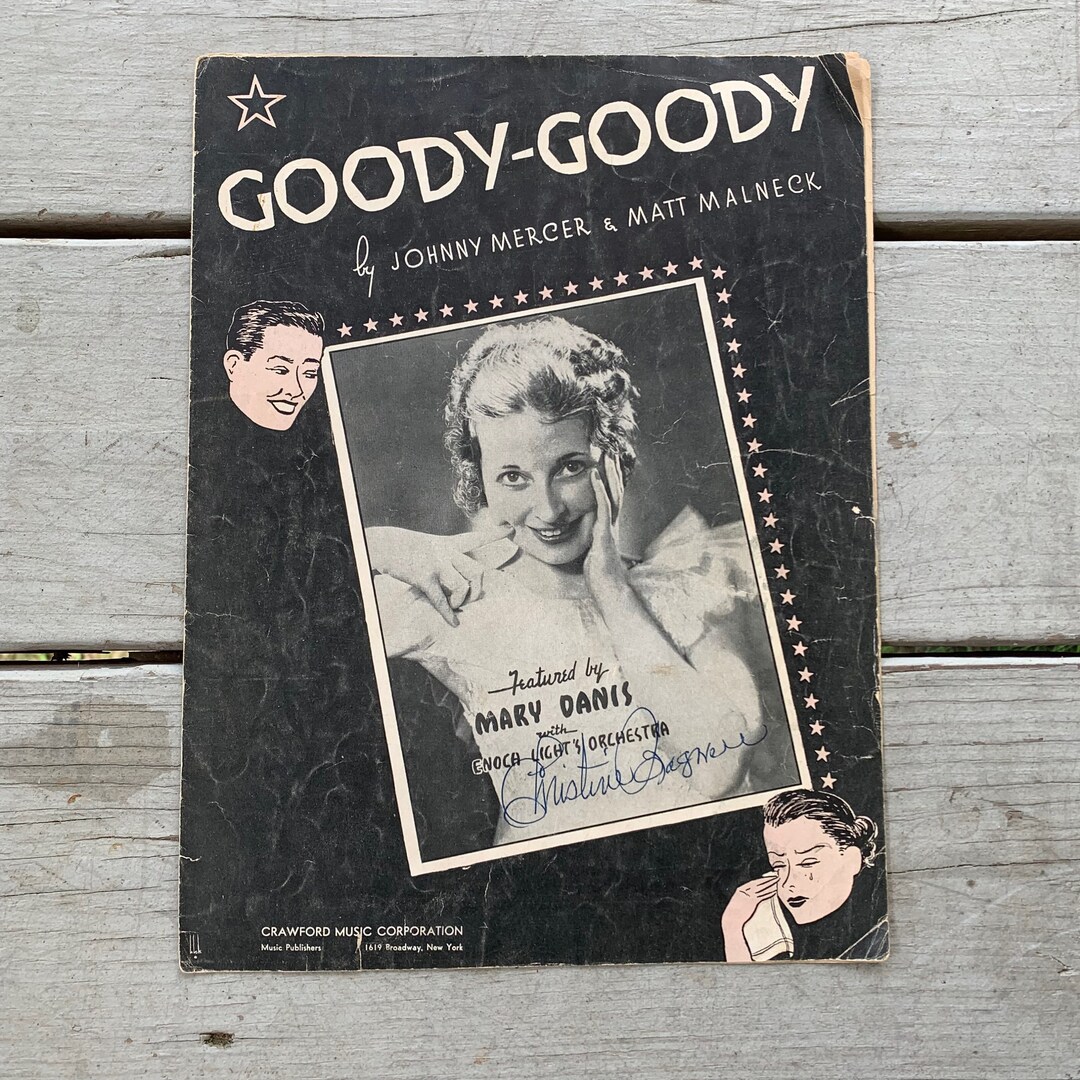 GOODY-GOODY
by JOHNNY MERCER & MATT MALNECK
Featured by
MARY DANIS
with
ENOCH LIGHT'S ORCHESTRA
Christine
CRAWFORD MUSIC CORPORATION
Music Publishers 1619 Broadway, New York